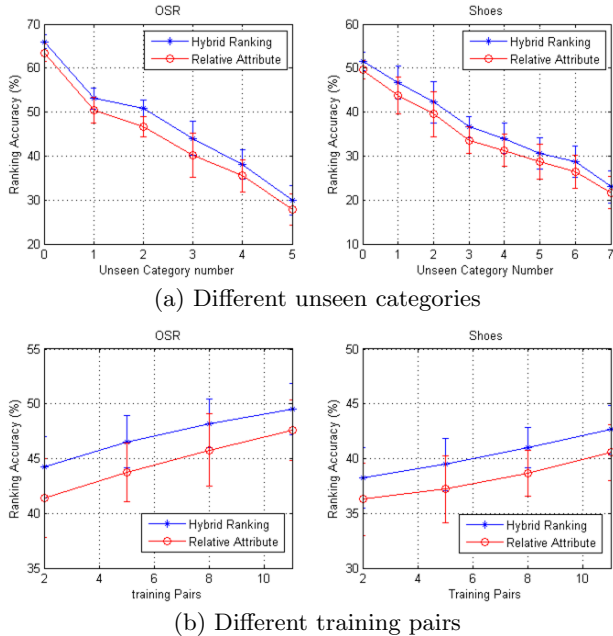 OSR
Ranking Accuracy (%)
70
60
50
40
30
20
Hybrid Ranking
Relative Attribute
0 1 2 3 4 5
Unseen Category number
Shoes
Ranking Accuracy (%)
60
50
40
30
20
10
Hybrid Ranking
Relative Attribute
0 1 2 3 4 5 6 7
Unseen Category Number
(a) Different unseen categories
OSR
Ranking Accuracy (%)
55
50
45
40
35
Hybrid Ranking
Relative Attribute
2 4 6 8 10
training Pairs
Shoes
Ranking Accuracy (%)
50
45
40
35
30
Hybrid Ranking
Relative Attribute
2 4 6 8 10
Training Pairs
(b) Different training pairs